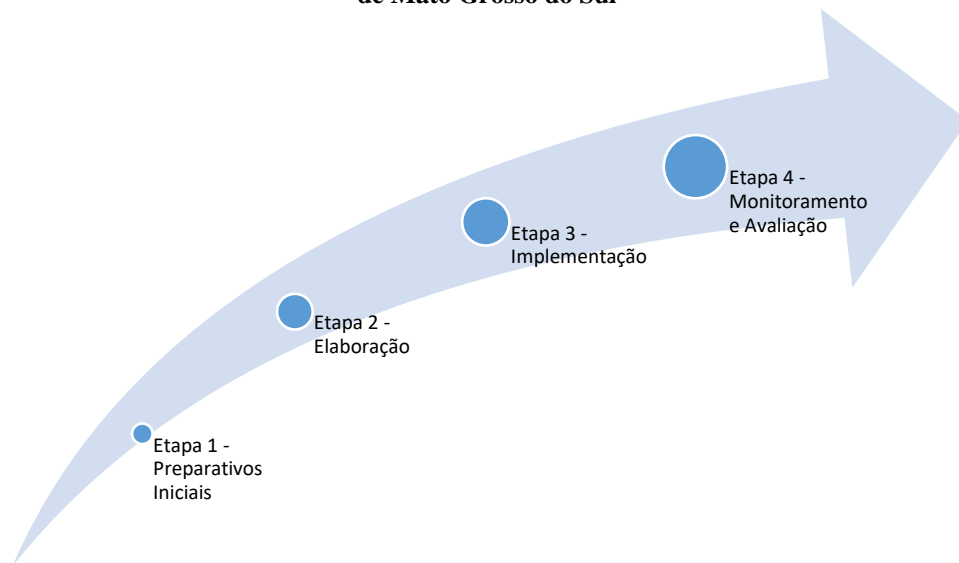 de Mato Grosso do Sul
Etapa 4 -
Monitoramento
e Avaliação
Etapa 3 -
Implementação
Etapa 2 -
Elaboração
Etapa 1 -
Preparativos
Iniciais